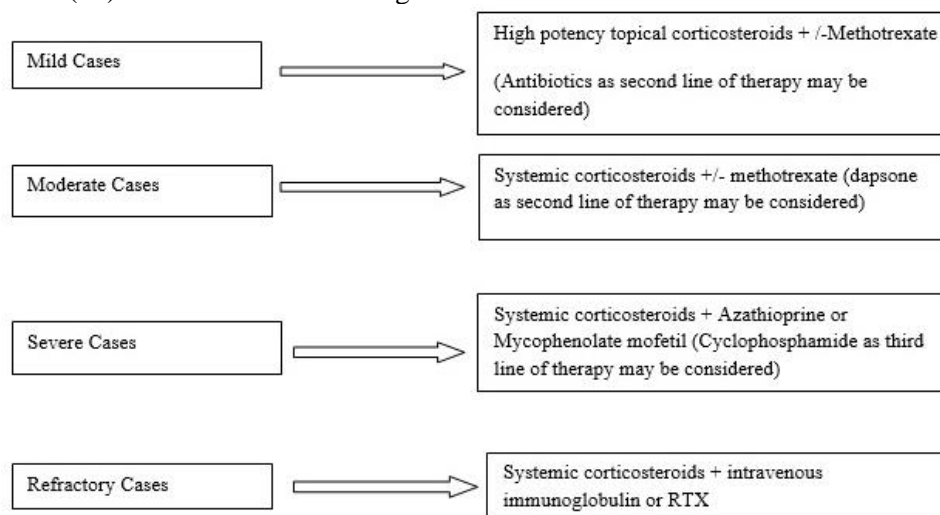 Mild Cases
High potency topical corticosteroids + /-Methotrexate
(Antibiotics as second line of therapy may be
considered)
Moderate Cases
Systemic corticosteroids +/- methotrexate (dapsone
as second line of therapy may be considered)
Severe Cases
Systemic corticosteroids + Azathioprine or
Mycophenolate mofetil (Cyclophosphamide as third
line of therapy may be considered)
Refractory Cases
Systemic corticosteroids + intravenous
immunoglobulin or RTX